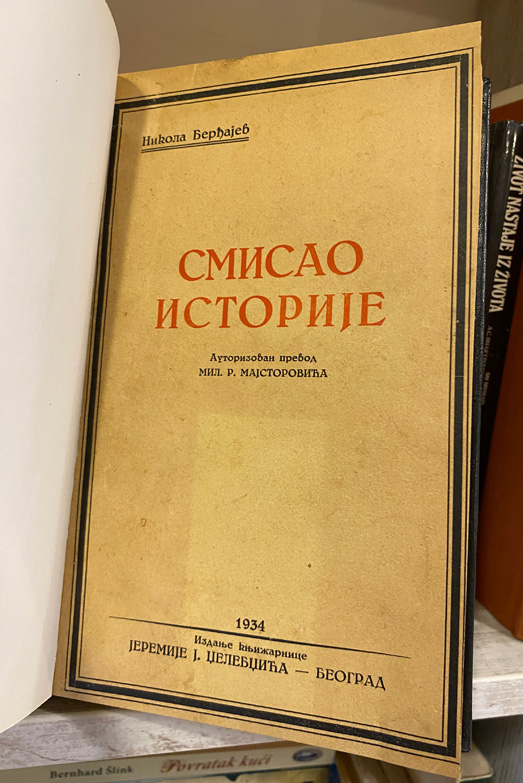 Никола Берђајев
СМИСАО
ИСТОРИЈЕ
Ауторизован превод
МИЛ. Р. МАЈСТОРОВИЋА
1934
Издање књижарнице
ЈЕРЕМИЈЕ Ј. ЏЕЛЕБЏИЋА — БЕОГРАД
ŽIVOT NASTAJE IZ ŽIVOTA
Bernhard Šlink
Povratak kući